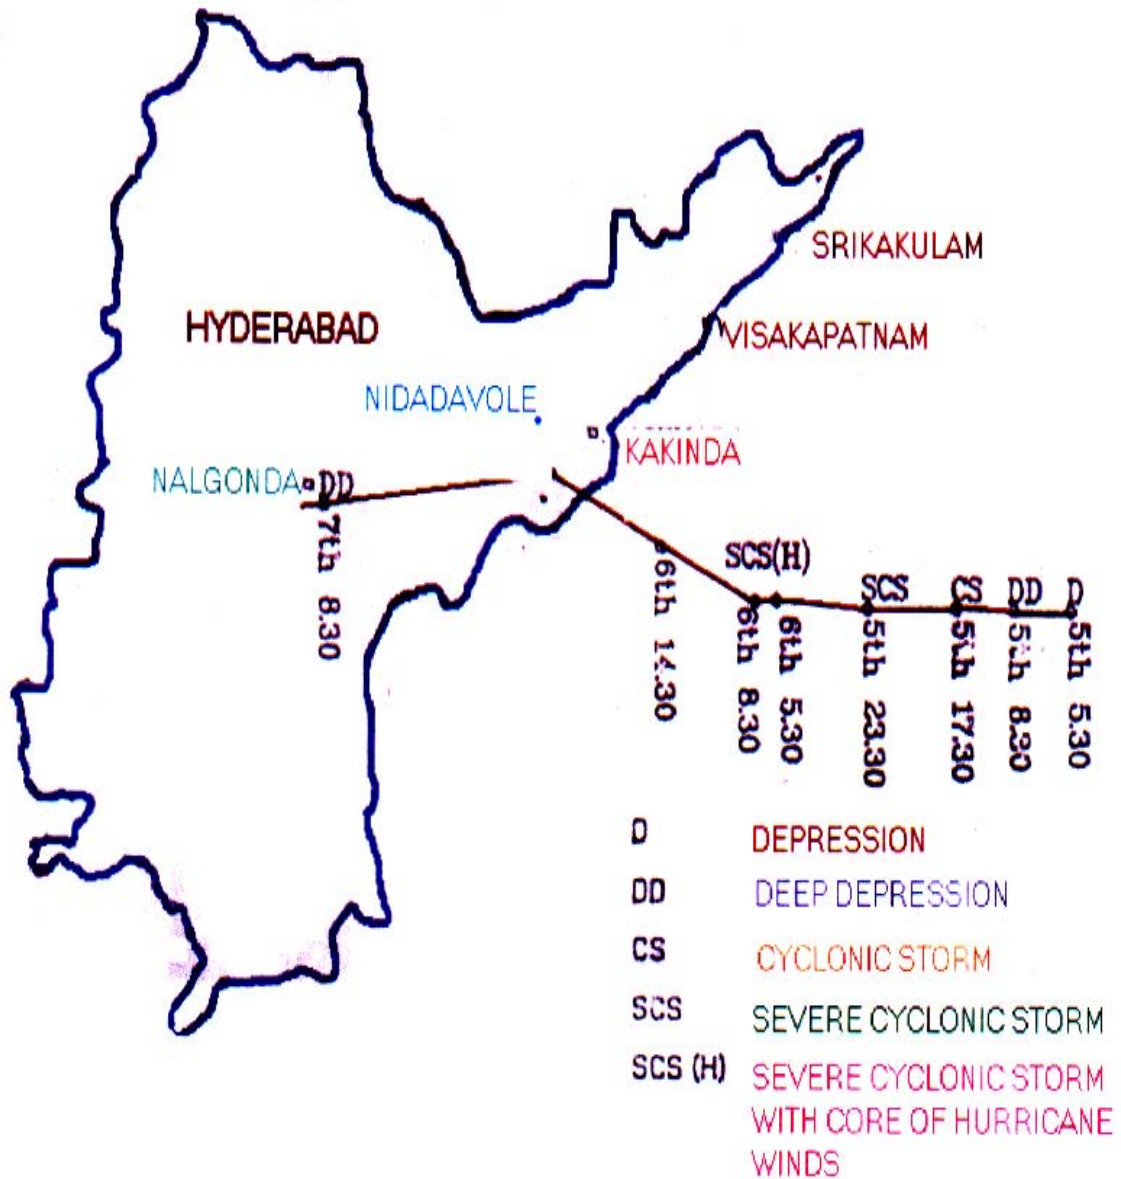 SRIKAKULAM
HYDERABAD
VISAKAPATNAM
NIDADAVOLE
KAKINDA
NALGONDA DD
7th 8.30
SCS(H)
SCS
CS
DD
D
6th 14.30
6th 8.30
6th 5.30
5th 23.30
5th 17.30
5th 8.30
5th 5.30
D DEPRESSION
DD DEEP DEPRESSION
CS CYCLONIC STORM
SCS SEVERE CYCLONIC STORM
SCS (H) SEVERE CYCLONIC STORM
WITH CORE OF HURRICANE
WINDS